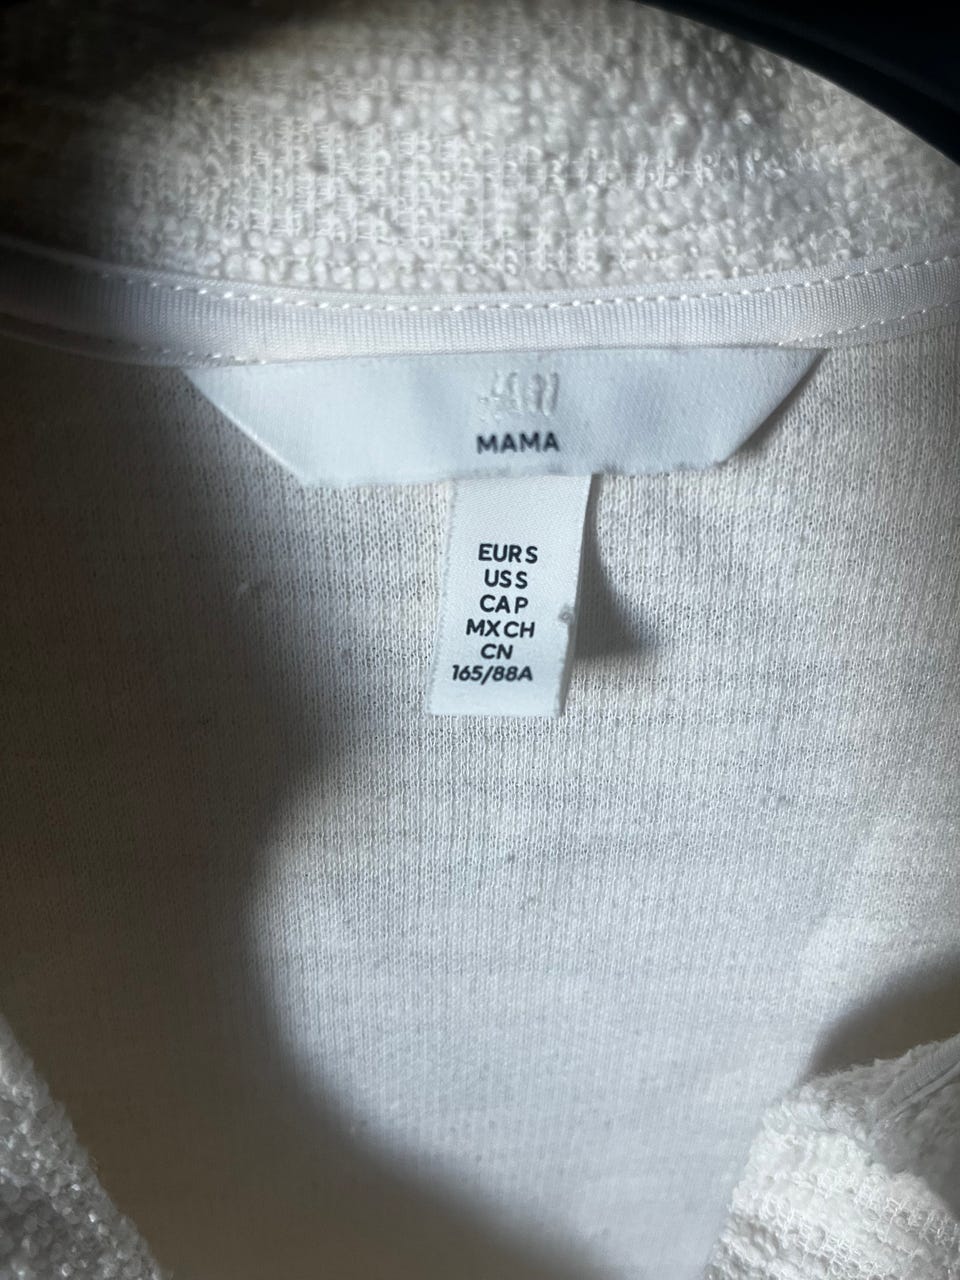 H&M
MAMA
EUR S
US S
CA P
MX CH
CN
165/88A